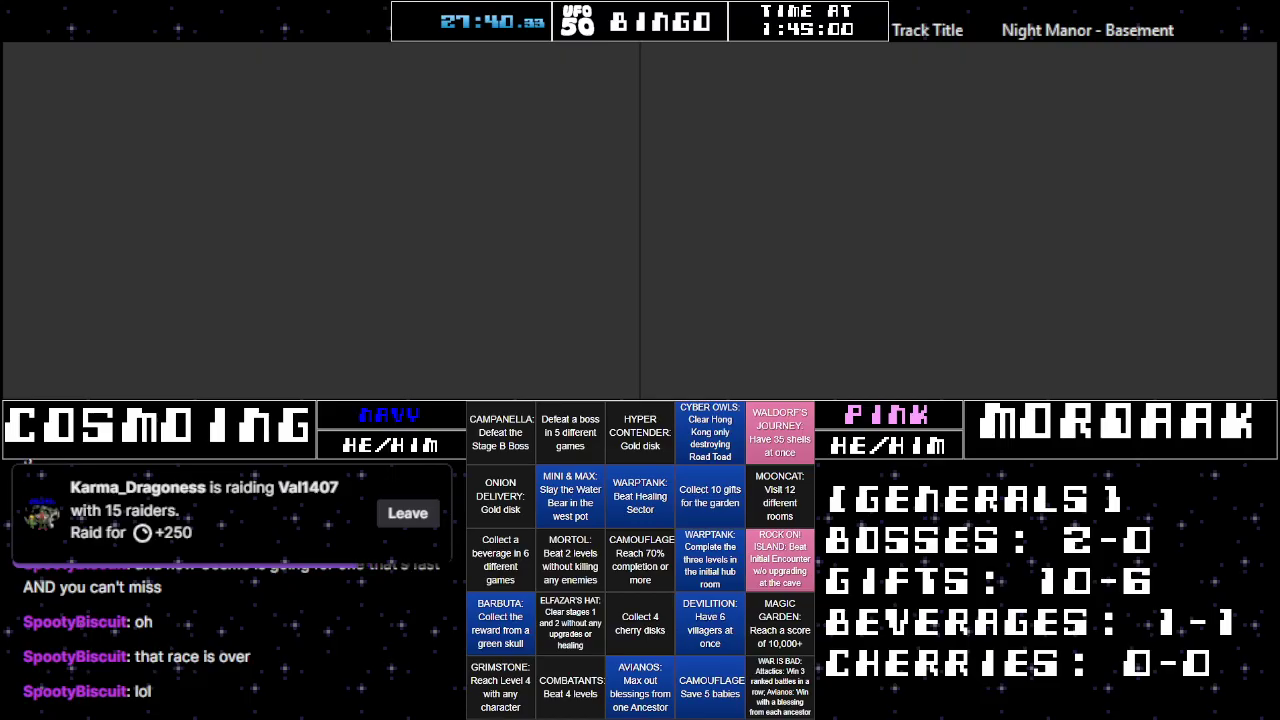 27:40.33
UFO 50 BINGO
TIME AT
1:45:00
Track Title
Night Manor - Basement
COSMOING
NAVY
HE/HIM
PINK
HE/HIM
MORDAAK
Karma_Dragoness is raiding Val1407
with 15 raiders.
Raid for +250
Leave
AND you can't miss
SpootyBiscuit: oh
SpootyBiscuit: that race is over
SpootyBiscuit: lol
CAMPANELLA:
Defeat the
Stage B Boss
Defeat a boss
in 5 different
games
HYPER
CONTENDER:
Gold disk
CYBER OWLS:
Clear Hong
Kong only
destroying
Road Toad
WALDORF'S
JOURNEY:
Have 35 shells
at once
ONION
DELIVERY:
Gold disk
MINI & MAX:
Slay the Water
Bear in the
west pot
WARPTANK:
Beat Healing
Sector
Collect 10 gifts
for the garden
MOONCAT:
Visit 12
different
rooms
Collect a
beverage in 6
different
games
MORTOL:
Beat 2 levels
without killing
any enemies
CAMOUFLAGE:
Reach 70%
completion or
more
WARPTANK:
Complete the
three levels in
the initial hub
room
ROCK ON!
ISLAND: Beat
Initial Encounter
w/o upgrading
at the cave
BARBUTA:
Collect the
reward from a
green skull
ELFAZAR'S HAT:
Clear stages 1
and 2 without any
upgrades or
healing
Collect 4
cherry disks
DEVILITION:
Have 6
villagers at
once
MAGIC
GARDEN:
Reach a score
of 10,000+
GRIMSTONE:
Reach Level 4
with any
character
COMBATANTS:
Beat 4 levels
AVIANOS:
Max out
blessings from
one Ancestor
CAMOUFLAGE:
Save 5 babies
WAR IS BAD:
Attactics: Win 3
ranked battles in a
row; Avianos: Win
with a blessing
from each ancestor
[GENERALS]
BOSSES: 2-0
GIFTS: 10-6
BEVERAGES: 1-1
CHERRIES: 0-0